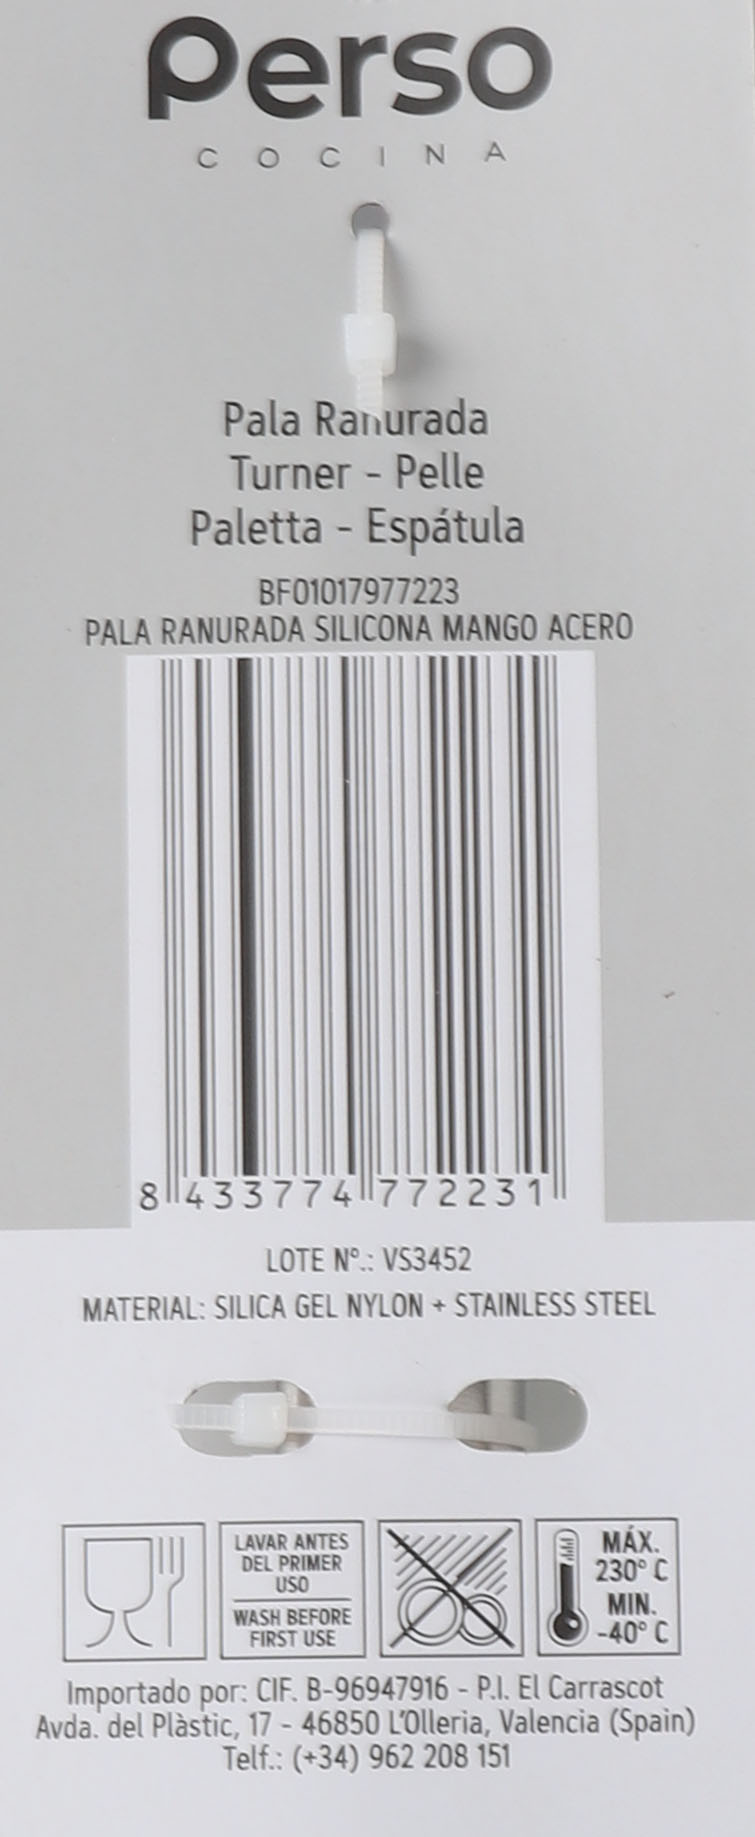 Perso
COCINA
Pala Ranurada
Turner - Pelle
Paletta - Espátula
BF01017977223
PALA RANURADA SILICONA MANGO ACERO
8 433774 772231
LOTE Nº.: VS3452
MATERIAL: SILICA GEL NYLON + STAINLESS STEEL
LAVAR ANTES
DEL PRIMER
USO
WASH BEFORE
FIRST USE
MÁX.
230º C
MIN.
-40º C
Importado por: CIF. B-96947916 - P.I. El Carrascot
Avda. del Plàstic, 17 - 46850 L'Olleria, Valencia (Spain)
Telf.: (+34) 962 208 151